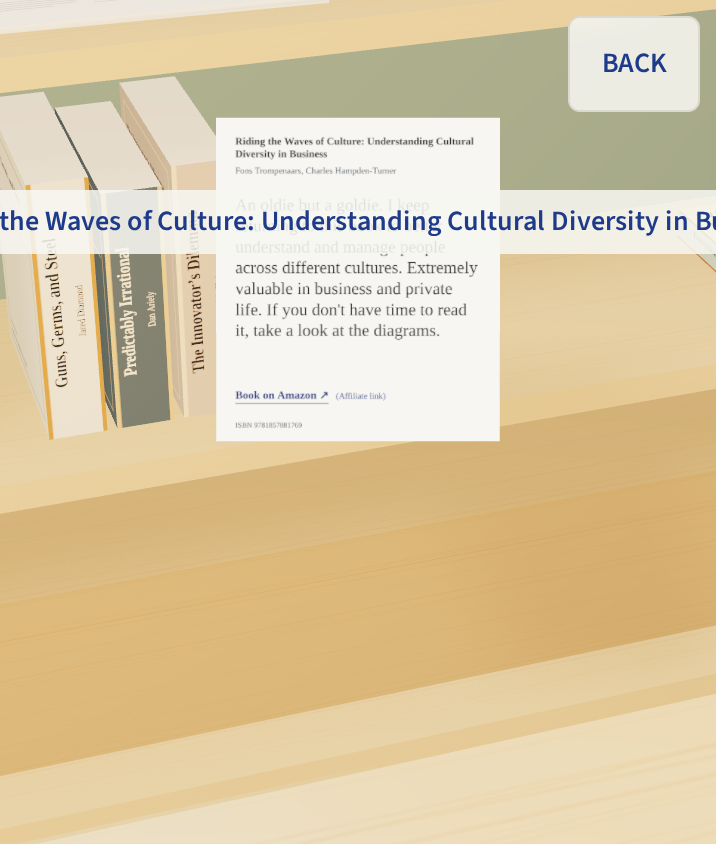 BACK
Riding the Waves of Culture: Understanding Cultural
Diversity in Business
Fons Trompenaars, Charles Hampden-Turner
An oldie but a goldie. I keep
the Waves of Culture: Understanding Cultural Diversity in Bu
understand and manage people
across different cultures. Extremely
valuable in business and private
life. If you don't have time to read
it, take a look at the diagrams.
Book on Amazon ↗ (Affiliate link)
ISBN 9781857881769
Guns, Germs, and Steel
Jared Diamond
Predictably Irrational
Dan Ariely
The Innovator's